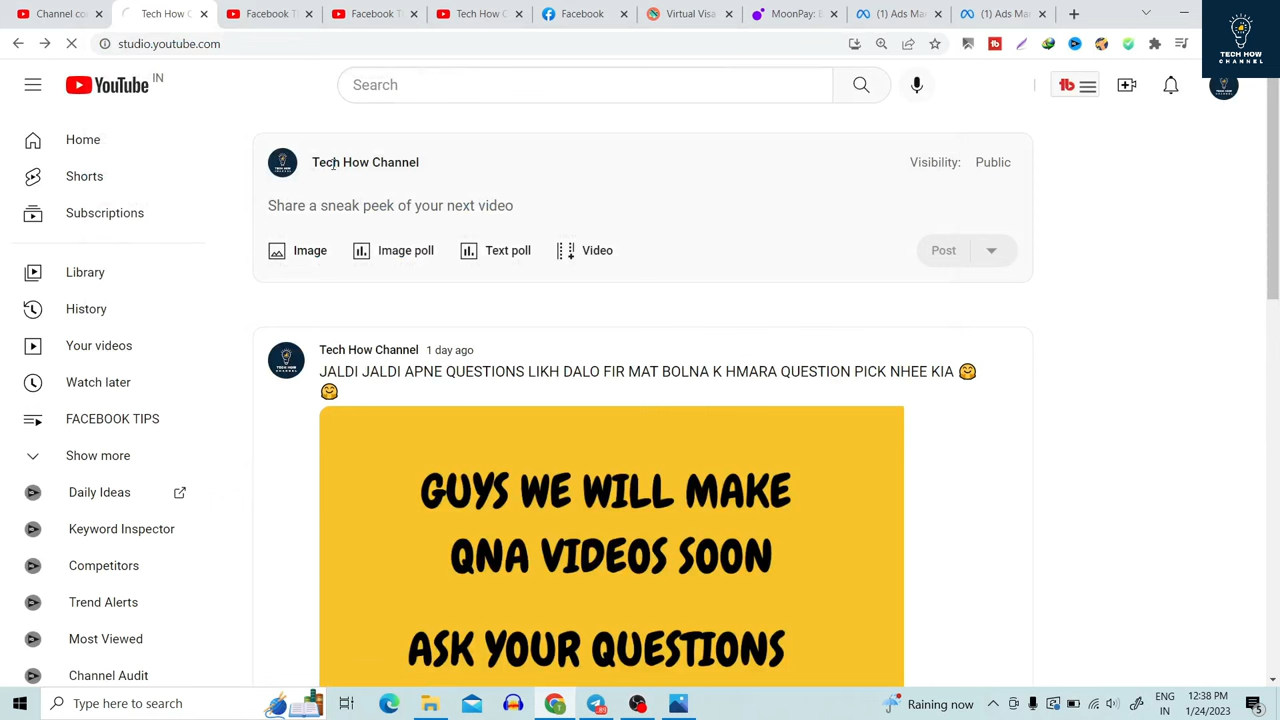 Channel comm
Tech How C
Facebook T
Facebook T
Tech How C
Facebook
Virtual Visa
MoonPay: B
(1) Ads Ma
(1) Ads Ma
studio.youtube.com
TECH HOW
CHANNEL
YouTube IN
Search
Home
Shorts
Subscriptions
Library
History
Your videos
Watch later
FACEBOOK TIPS
Show more
Daily Ideas
Keyword Inspector
Competitors
Trend Alerts
Most Viewed
Channel Audit
Tech How Channel
Visibility: Public
Share a sneak peek of your next video
Image
Image poll
Text poll
Video
Post
Tech How Channel 1 day ago
JALDI JALDI APNE QUESTIONS LIKH DALO FIR MAT BOLNA K HMARA QUESTION PICK NHEE KIA 🤗
🤗
GUYS WE WILL MAKE
QNA VIDEOS SOON
ASK YOUR QUESTIONS
Type here to search
Raining now
ENG
IN
12:38 PM
1/24/2023
5